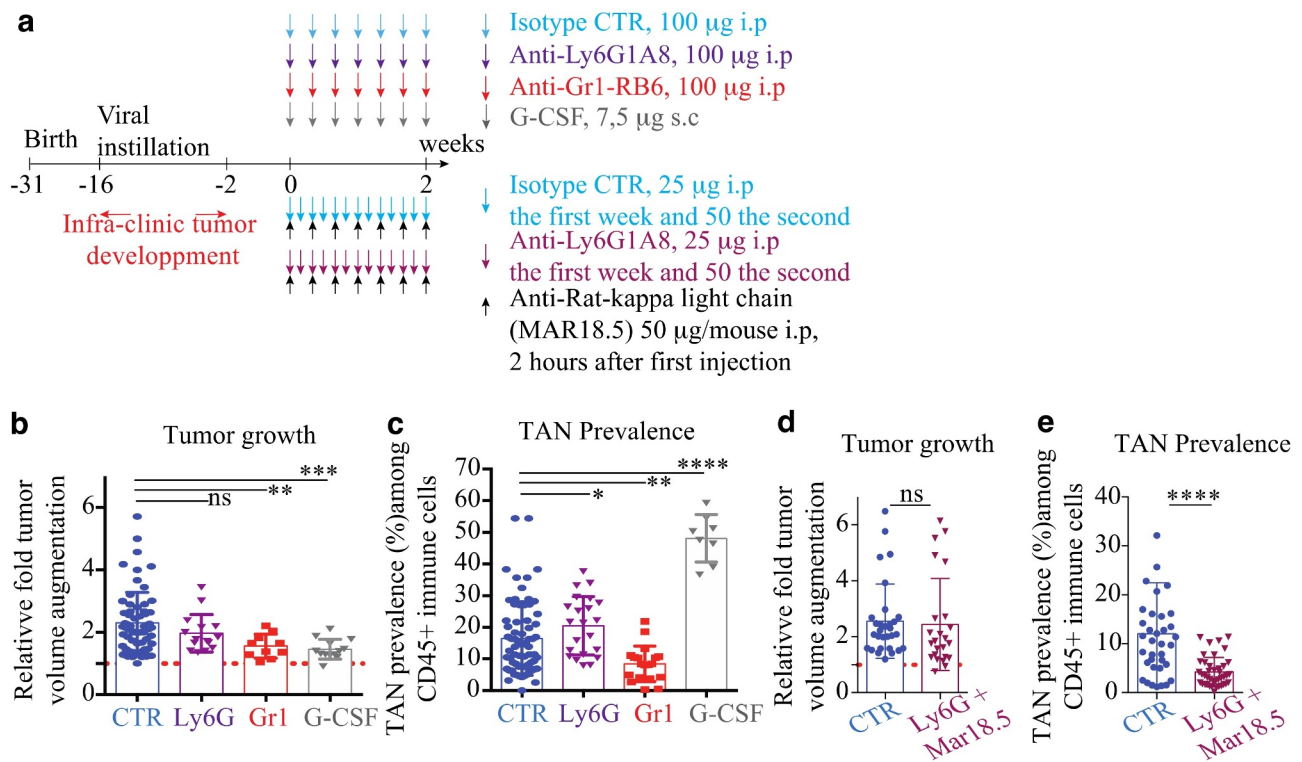 a
Isotype CTR, 100 µg i.p
Anti-Ly6G1A8, 100 µg i.p
Anti-Gr1-RB6, 100 µg i.p
G-CSF, 7,5 µg s.c
Birth
Viral
instillation
weeks
-31 -16 -2 0 2
Infra-clinic tumor
developpment
Isotype CTR, 25 µg i.p
the first week and 50 the second
Anti-Ly6G1A8, 25 µg i.p
the first week and 50 the second
Anti-Rat-kappa light chain
(MAR18.5) 50 µg/mouse i.p,
2 hours after first injection
b
Tumor growth
Relativve fold tumor
volume augmentation
6
4
2
0
***
**
ns
CTR Ly6G Gr1 G-CSF
c
TAN Prevalence
TAN prevalence (%)among
CD45+ immune cells
70
60
50
40
30
20
10
0
****
**
*
CTR Ly6G Gr1 G-CSF
d
Tumor growth
Relative fold tumor
volume augmentation
6
4
2
0
ns
CTR
Ly6G +
Mar18.5
e
TAN Prevalence
TAN prevalence (%)among
CD45+ immune cells
40
30
20
10
0
****
CTR
Ly6G +
Mar18.5